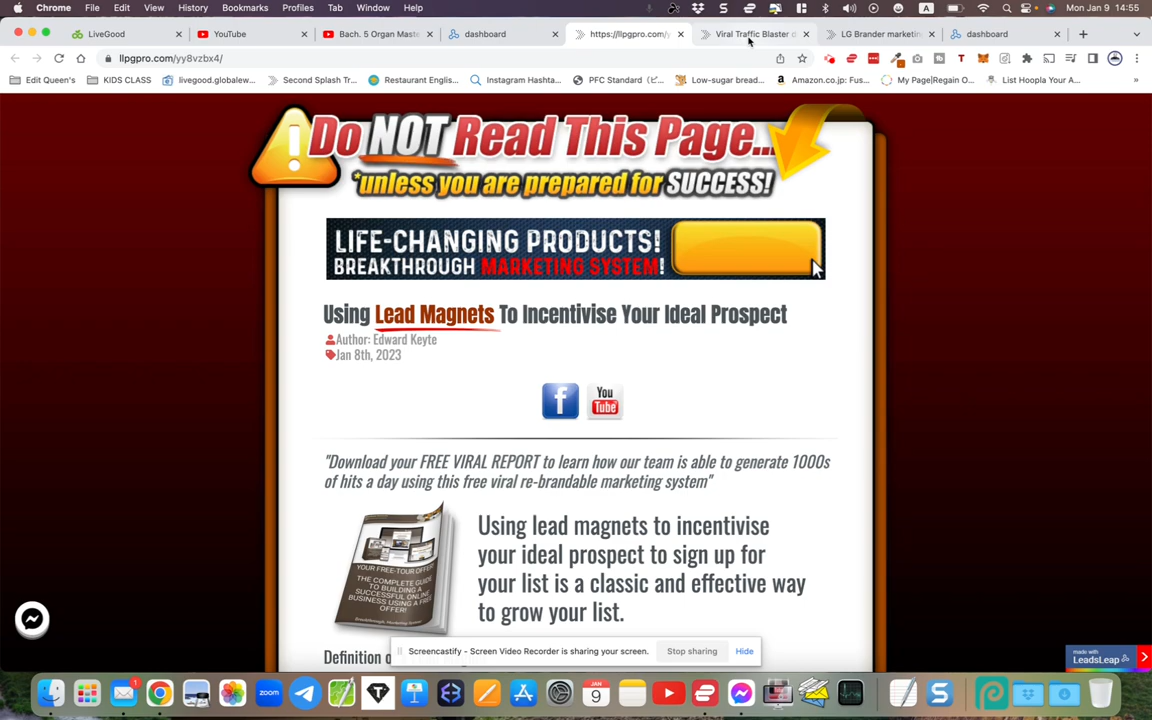 Chrome File Edit View History Bookmarks Profiles Tab Window Help A Mon Jan 9 14:55
LiveGood YouTube Bach. 5 Organ Maste dashboard https://llpgpro.com/y Viral Traffic Blaster o LG Brander marketin dashboard
llpgpro.com/yy8vzbx4/
Edit Queen's KIDS CLASS livegood.globalew... Second Splash Tr... Restaurant Englis... Instagram Hashta... PFC Standard（ビ... Low-sugar bread... Amazon.co.jp: Fus... My Page|Regain O... List Hoopla Your A...
Do NOT Read This Page...
*unless you are prepared for SUCCESS!
LIFE-CHANGING PRODUCTS!
BREAKTHROUGH MARKETING SYSTEM!
Using Lead Magnets To Incentivise Your Ideal Prospect
Author: Edward Keyte
Jan 8th, 2023
f
You
Tube
"Download your FREE VIRAL REPORT to learn how our team is able to generate 1000s
of hits a day using this free viral re-brandable marketing system"
YOUR FREE-TOUR OFFER
THE COMPLETE GUIDE
TO BUILDING A
SUCCESSFUL ONLINE
BUSINESS USING A FREE
OFFER!
Using lead magnets to incentivise
your ideal prospect to sign up for
your list is a classic and effective way
to grow your list.
Screencastify - Screen Video Recorder is sharing your screen. Stop sharing Hide
made with
LeadsLeap
1
zoom
JAN
9